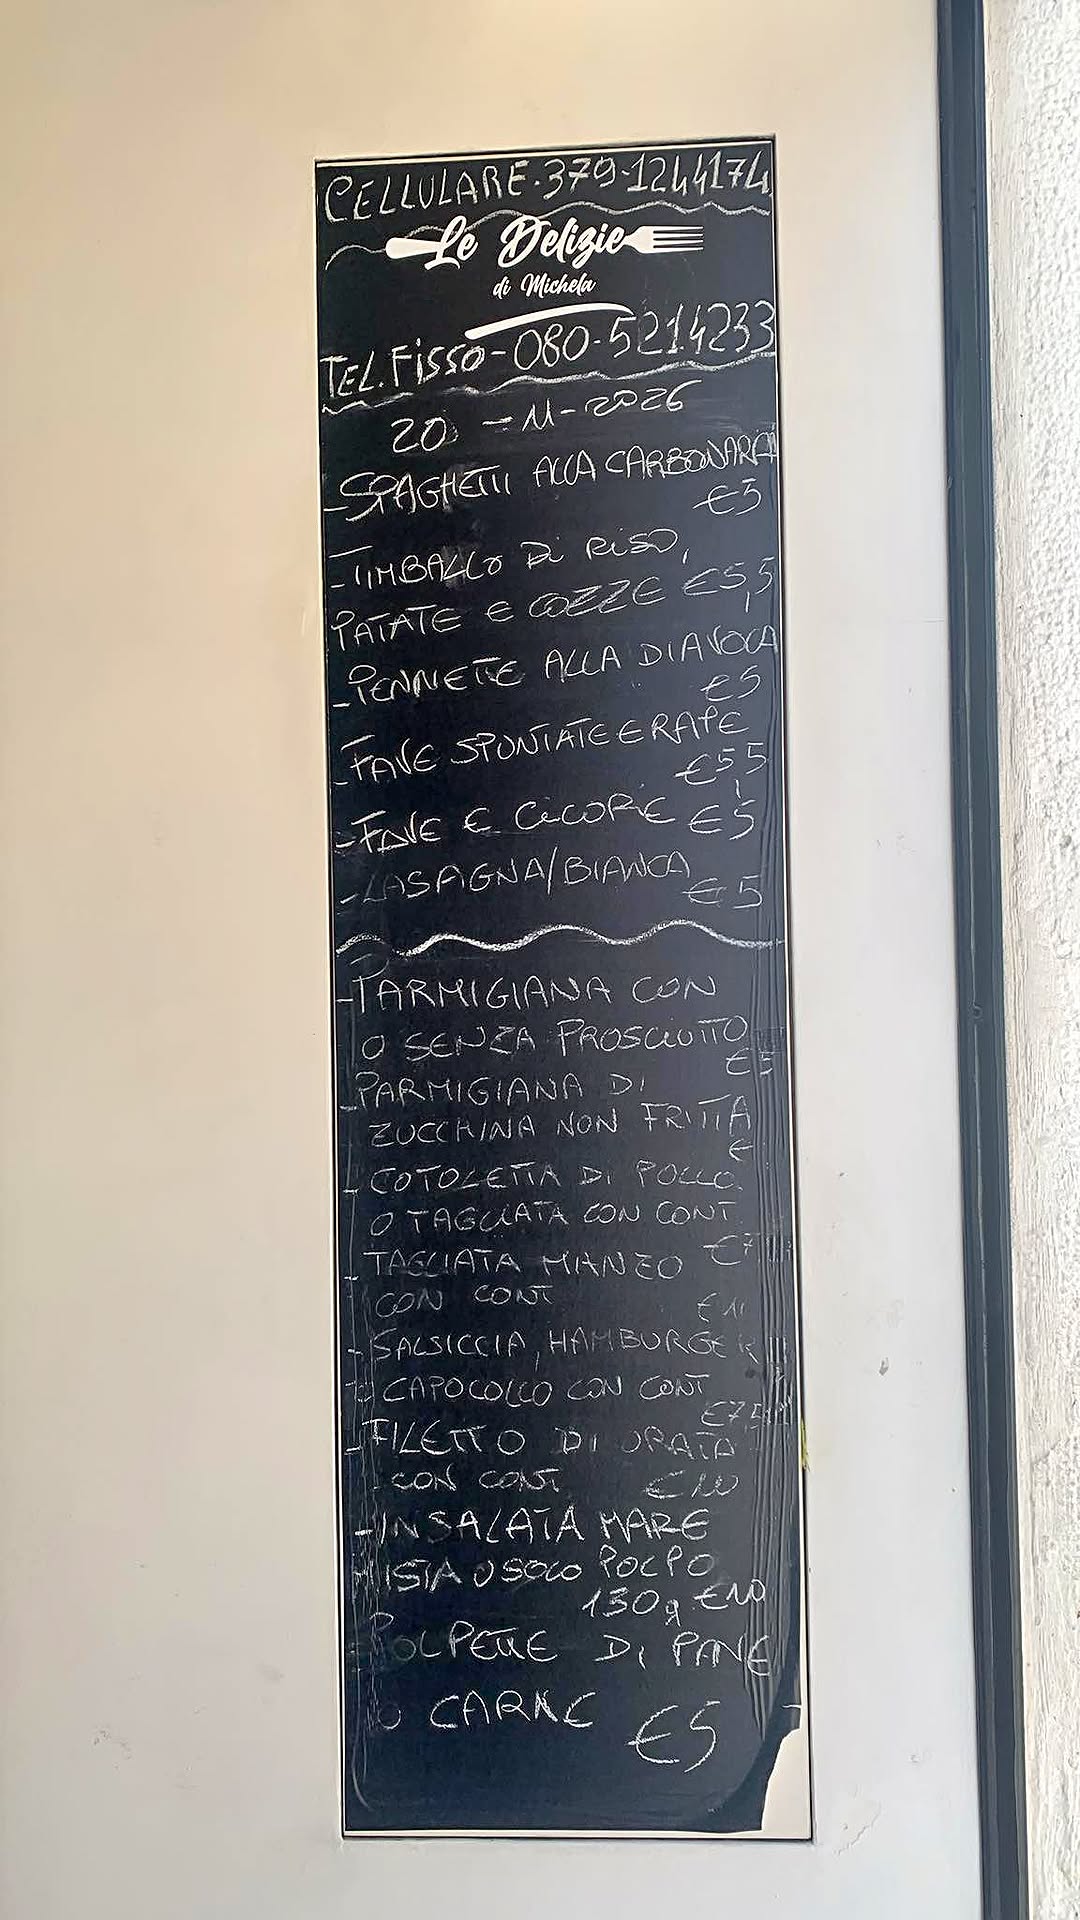 CELLULARE.379.1244174
Le Delizie
di Michela
TEL.FISSO-080-5214233
20 -11-2026
-SPAGHETTI ALLA CARBONARA
€5
-TIMBALLO DI RISO,
PATATE E COZZE €5,5
-PENNETTE ALLA DIAVOLA
€5
-FAVE SPUNTATE E RAPE
€5,5
-FAVE E CICORIE €5
-LASAGNA/BIANCA
€5
-PARMIGIANA CON
O SENZA PROSCIUTTO
€5
-PARMIGIANA DI
ZUCCHINA NON FRITTA
€
-COTOLETTA DI POLLO
O TAGLIATA CON CONT
€7
-TAGLIATA MANZO
CON CONT
€11
-SALSICCIA, HAMBURGER
CAPOCOLLO CON CONT
€7,5
-FILETTO DI ORATA
CON CONT €10
-INSALATA MARE
MISTA O SOLO POLPO
130g €10
-POLPETTE DI PANE
O CARNE €5